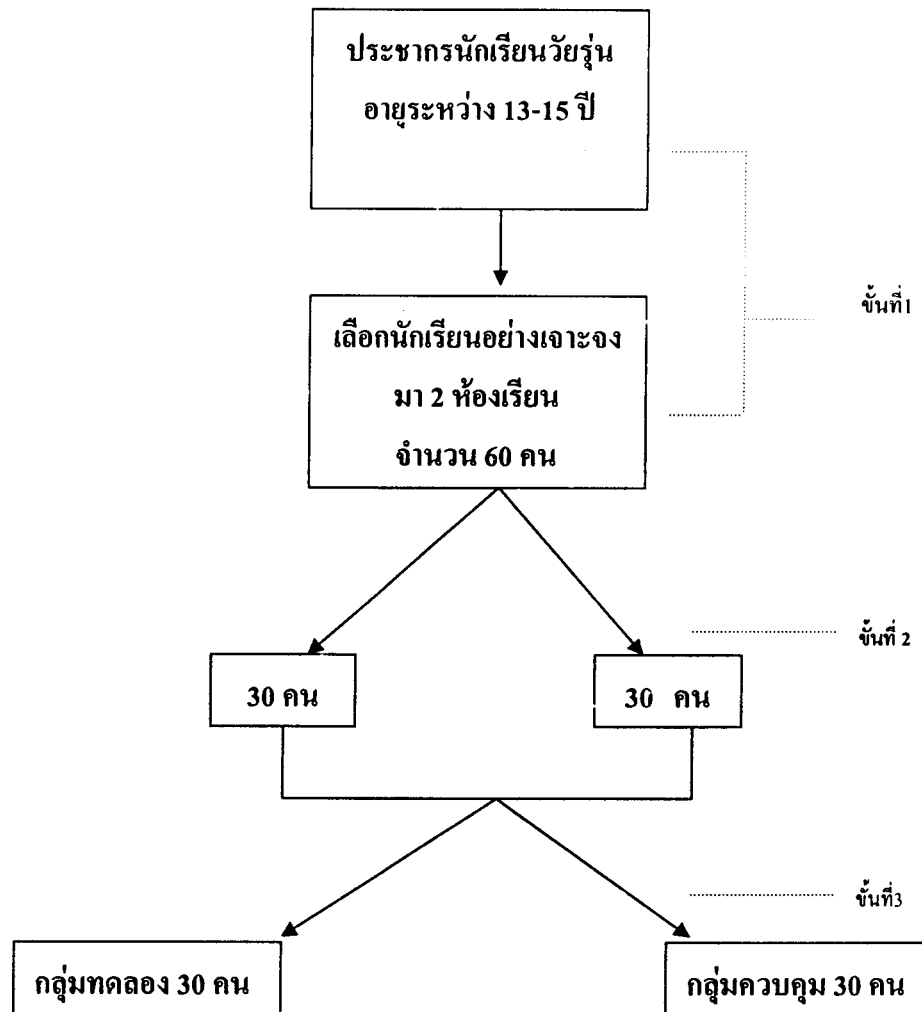 ประชากรนักเรียนวัยรุ่น
อายุระหว่าง 13-15 ปี
ขั้นที่1
เลือกนักเรียนอย่างเจาะจง
มา 2 ห้องเรียน
จำนวน 60 คน
ขั้นที่ 2
30 คน
30 คน
ขั้นที่3
กลุ่มทดลอง 30 คน
กลุ่มควบคุม 30 คน